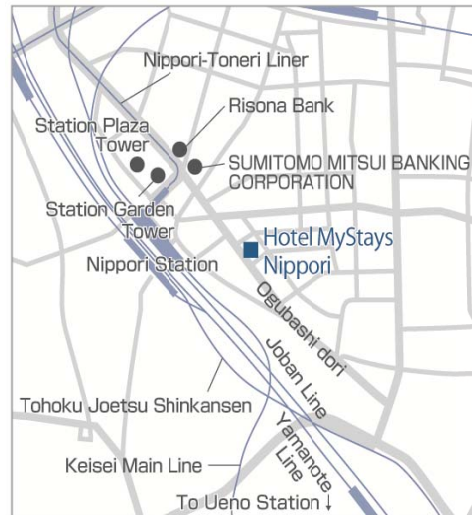 Nippori-Toneri Liner
Risona Bank
Station Plaza
Tower
SUMITOMO MITSUI BANKING
CORPORATION
Station Garden
Tower
Hotel MyStays
Nippori
Nippori Station
Ogubashi dori
Joban Line
Tohoku Joetsu Shinkansen
Yamanote
Line
Keisei Main Line
To Ueno Station ↓